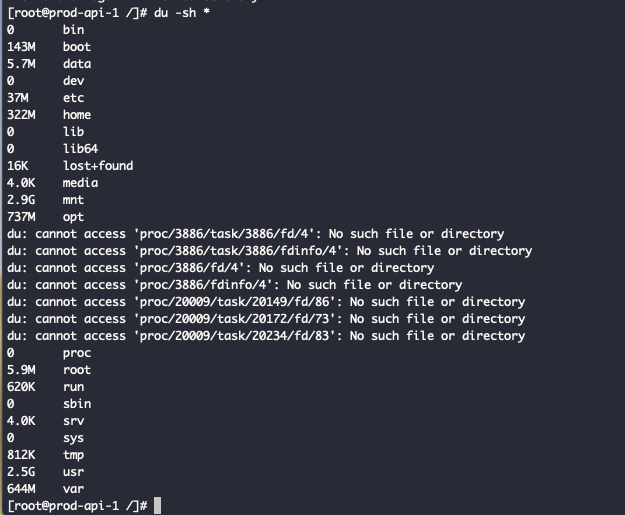 [root@prod-api-1 /]# du -sh *
0 bin
143M boot
5.7M data
0 dev
37M etc
322M home
0 lib
0 lib64
16K lost+found
4.0K media
2.9G mnt
737M opt
du: cannot access 'proc/3886/task/3886/fd/4': No such file or directory
du: cannot access 'proc/3886/task/3886/fdinfo/4': No such file or directory
du: cannot access 'proc/3886/fd/4': No such file or directory
du: cannot access 'proc/3886/fdinfo/4': No such file or directory
du: cannot access 'proc/20009/task/20149/fd/86': No such file or directory
du: cannot access 'proc/20009/task/20172/fd/73': No such file or directory
du: cannot access 'proc/20009/task/20234/fd/83': No such file or directory
0 proc
5.9M root
620K run
0 sbin
4.0K srv
0 sys
812K tmp
2.5G usr
644M var
[root@prod-api-1 /]#